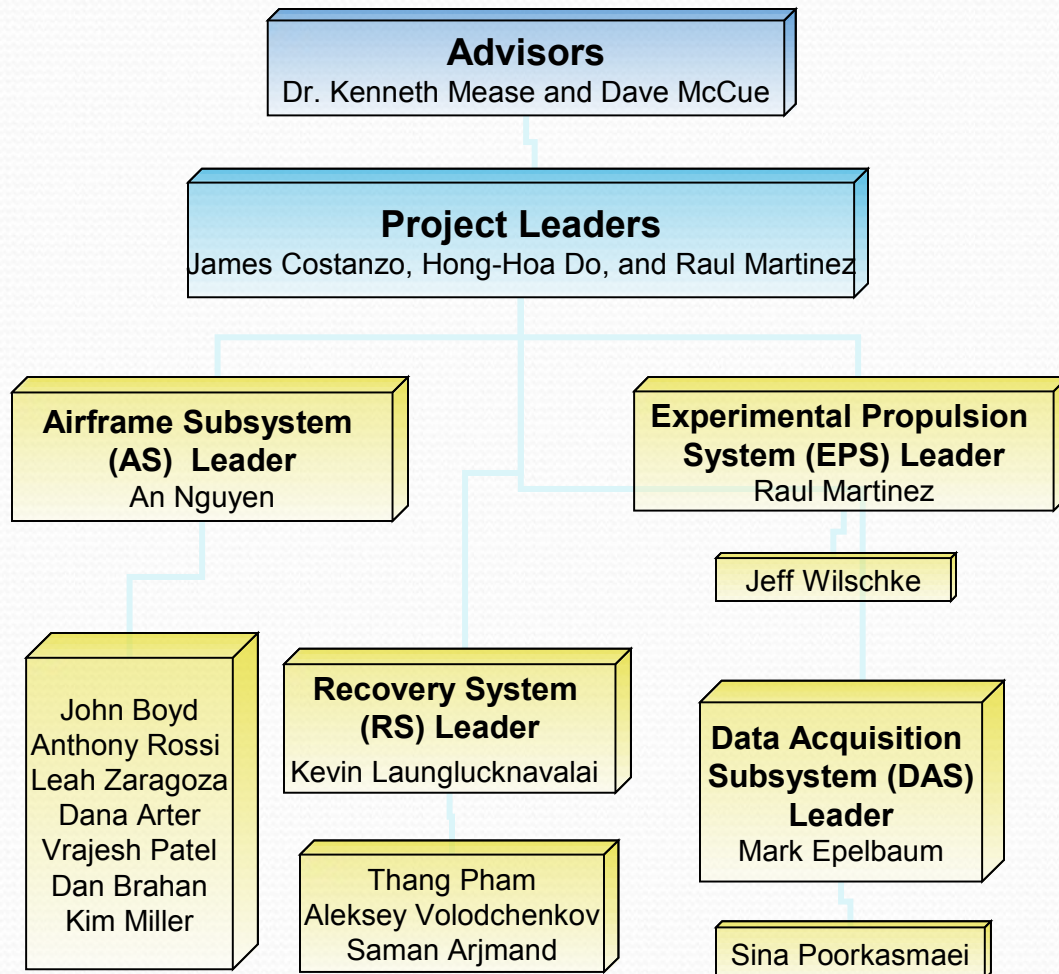 Advisors
Dr. Kenneth Mease and Dave McCue
Project Leaders
James Costanzo, Hong-Hoa Do, and Raul Martinez
Airframe Subsystem
(AS) Leader
An Nguyen
Experimental Propulsion
System (EPS) Leader
Raul Martinez
Jeff Wilschke
John Boyd
Anthony Rossi
Leah Zaragoza
Dana Arter
Vrajesh Patel
Dan Brahan
Kim Miller
Recovery System
(RS) Leader
Kevin Launglucknavalai
Thang Pham
Aleksey Volodchenkov
Saman Arjmand
Data Acquisition
Subsystem (DAS)
Leader
Mark Epelbaum
Sina Poorkasmaei